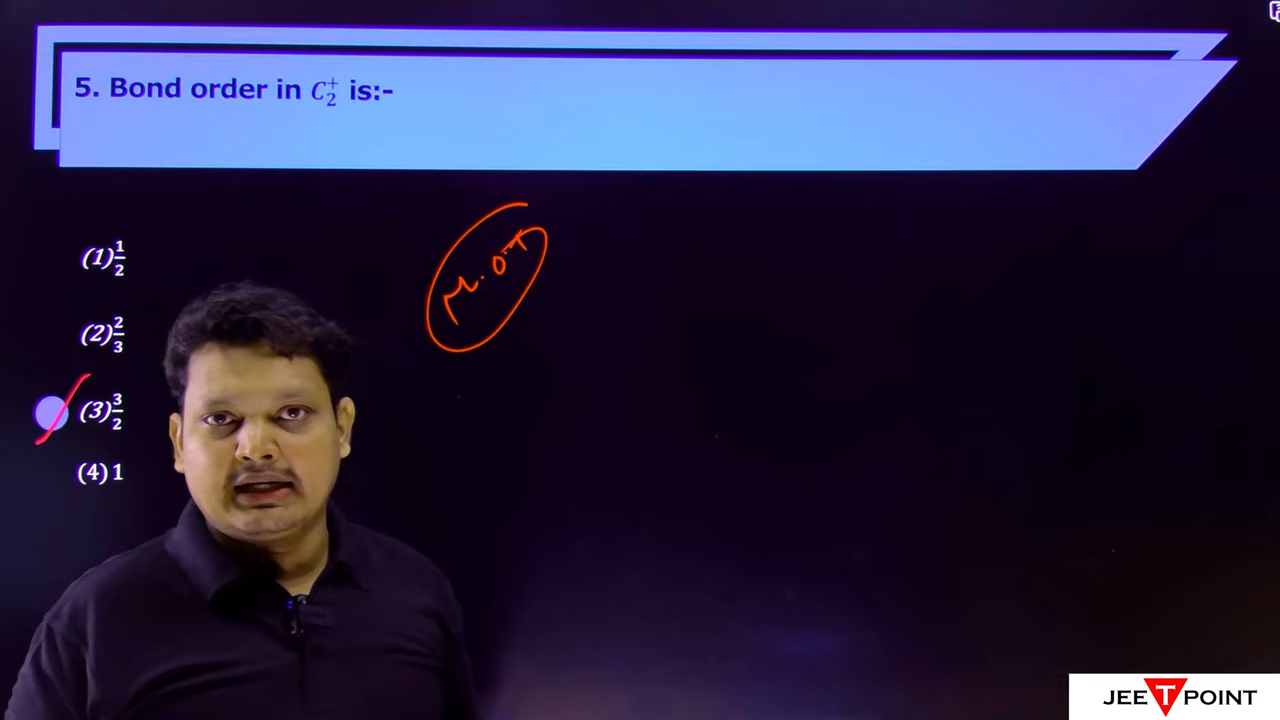 5. Bond order in C₂⁺ is:-
(1) 1/2
(2) 2/3
(3) 3/2
(4) 1
M.O.T
JEE T POINT